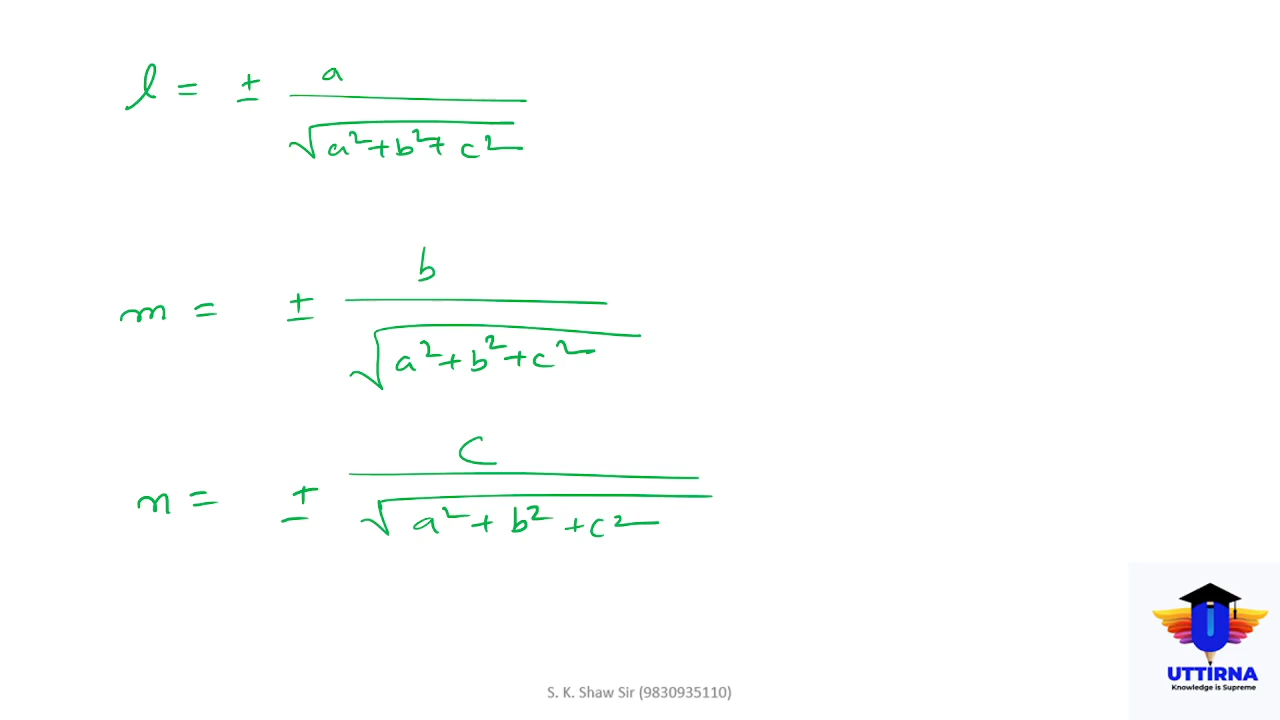 l = ± a / √(a²+b²+c²)
m = ± b / √(a²+b²+c²)
n = ± c / √(a²+b²+c²)
U
UTTIRNA
Knowledge is Supreme
S. K. Shaw Sir (9830935110)